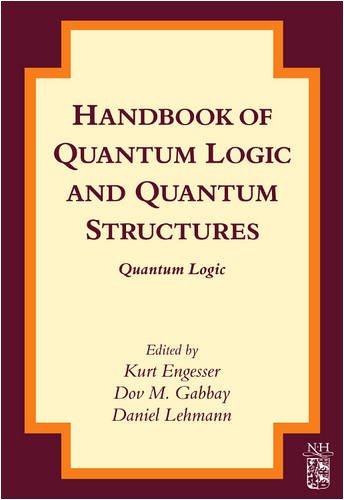 HANDBOOK OF
QUANTUM LOGIC
AND QUANTUM
STRUCTURES
Quantum Logic
Edited by
Kurt Engesser
Dov M. Gabbay
Daniel Lehmann
NH